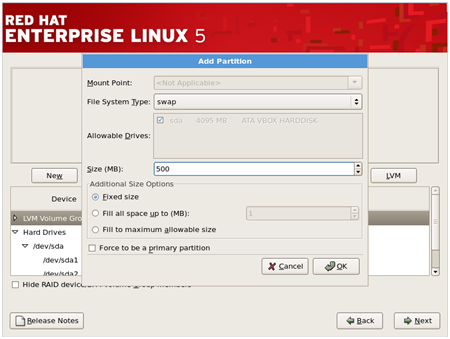 RED HAT
ENTERPRISE LINUX 5
Add Partition
Mount Point: <Not Applicable>
File System Type: swap
sda 4095 MB ATA VBOX HARDDISK
Allowable Drives:
New
LVM
Size (MB): 500
Additional Size Options
Device
Fixed size
Fill all space up to (MB): 1
LVM Volume Gro
Fill to maximum allowable size
Hard Drives
/dev/sda
Force to be a primary partition
/dev/sda1
/dev/sda2
Cancel
OK
Hide RAID device/LVM Volume Group members
Release Notes
Back
Next